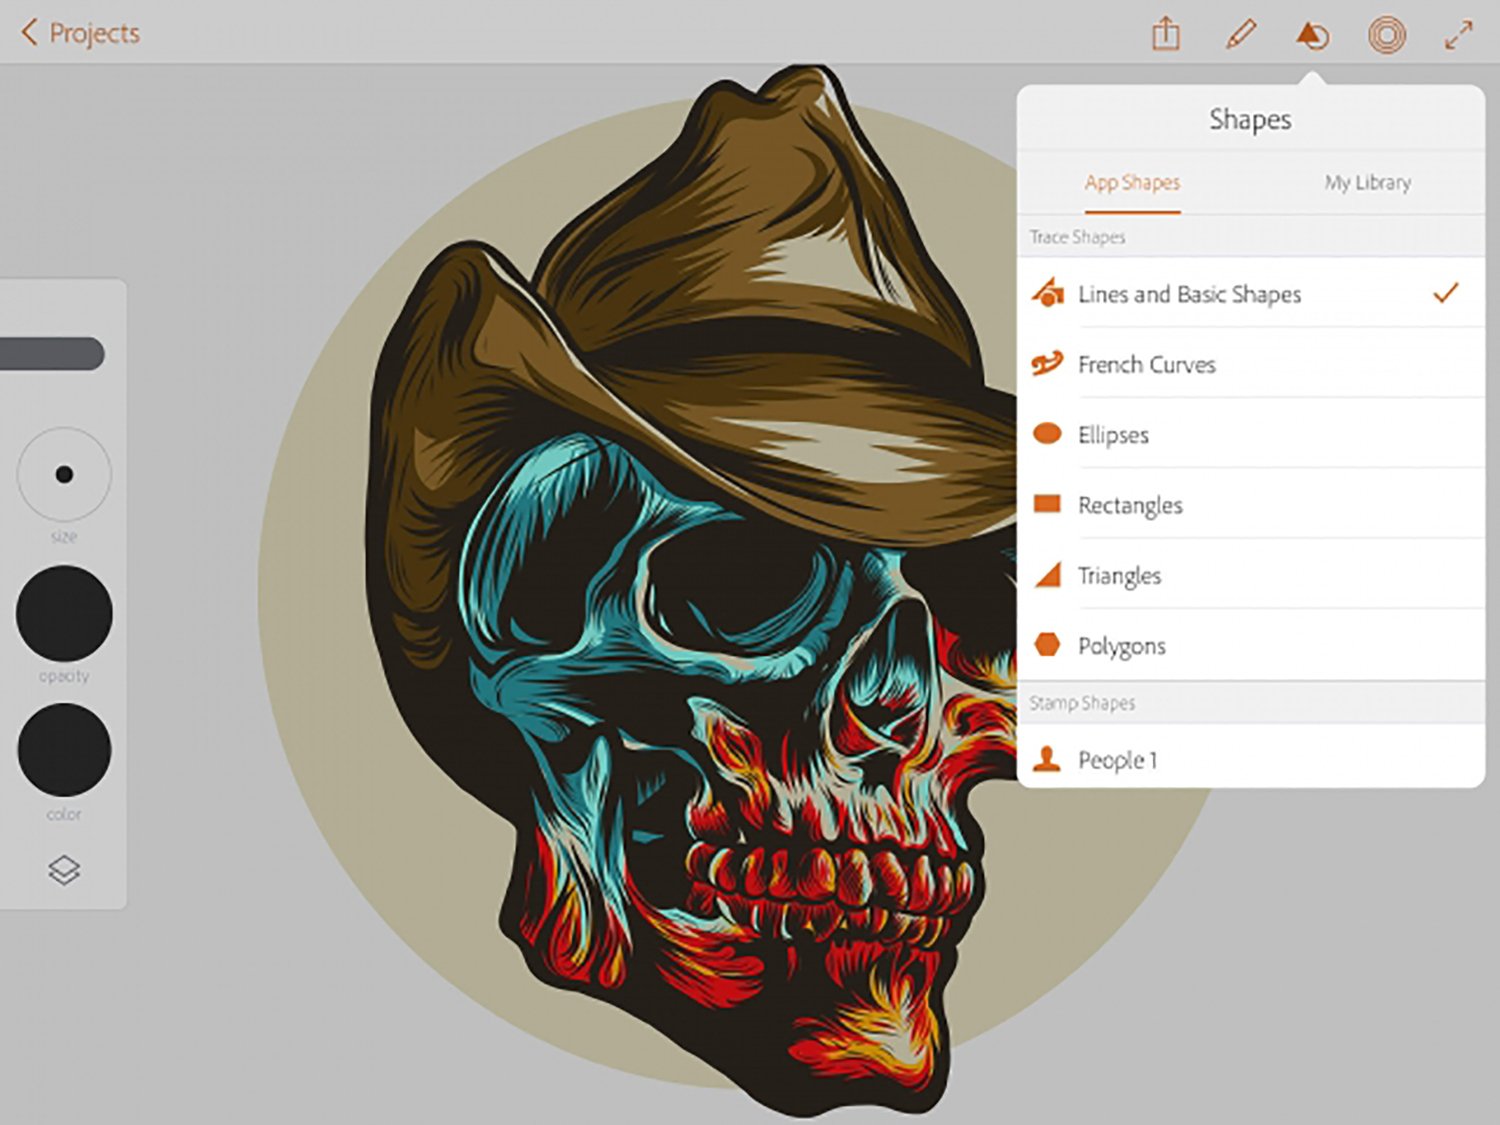 Projects
Shapes
App Shapes
My Library
Trace Shapes
Lines and Basic Shapes
French Curves
Ellipses
Rectangles
Triangles
Polygons
Stamp Shapes
People 1
size
opacity
color